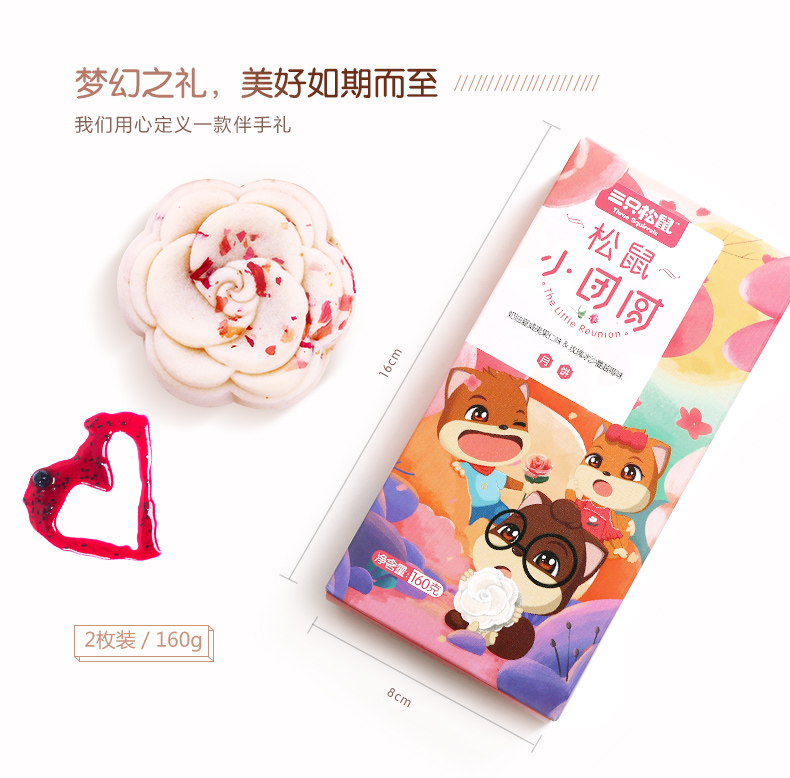 梦幻之礼，美好如期而至
我们用心定义一款伴手礼
三只松鼠
Three Squirrels
松鼠
小团圆
The Little Reunion
月饼
16cm
净含量:160克
2枚装 / 160g
8cm